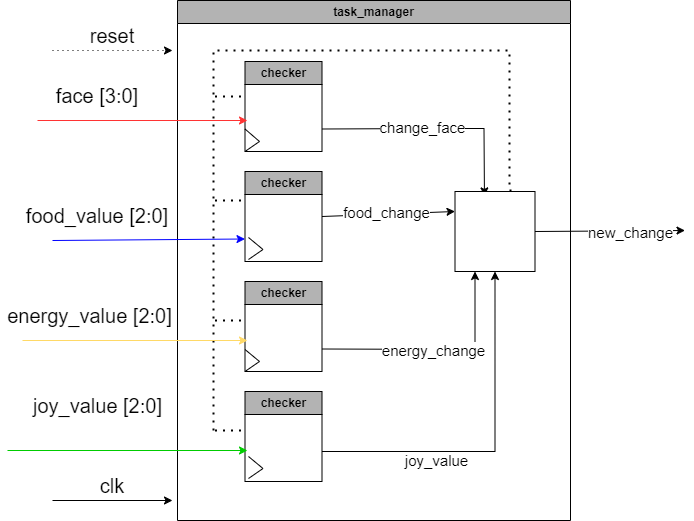 task_manager
reset
checker
face [3:0]
change_face
checker
food_value [2:0]
food_change
new_change
checker
energy_value [2:0]
energy_change
checker
joy_value [2:0]
joy_value
clk